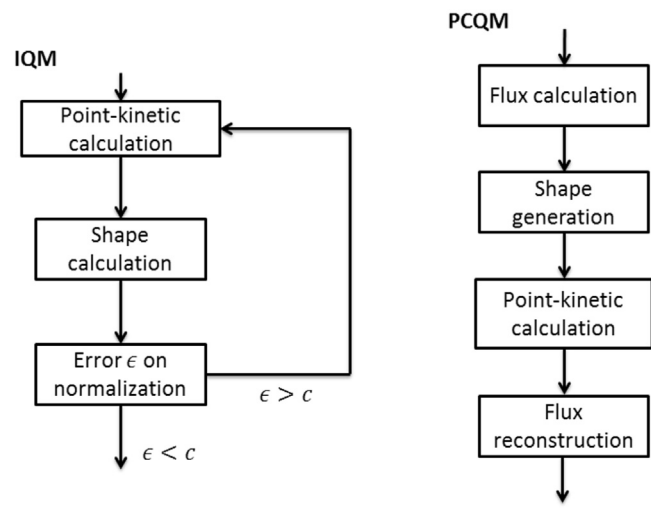 IQM
Point-kinetic
calculation
Shape
calculation
Error ϵ on
normalization
ϵ > c
ϵ < c
PCQM
Flux calculation
Shape
generation
Point-kinetic
calculation
Flux
reconstruction